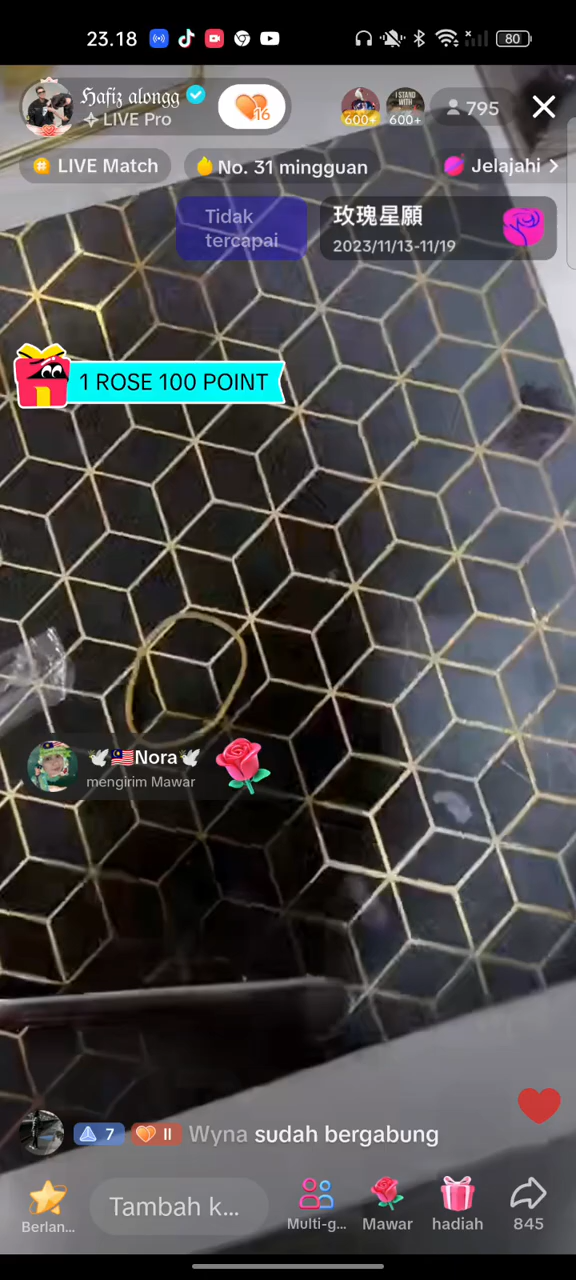 23.18
80
ℌ𝔞𝔣𝔦𝔷 𝔞𝔩𝔬𝔫𝔤𝔤
LIVE Pro
16
600+
600+
795
LIVE Match
No. 31 mingguan
Jelajahi
Tidak
tercapai
玫瑰星願
2023/11/13-11/19
1 ROSE 100 POINT
🕊️🇲🇾Nora🕊️
mengirim Mawar
7 II Wyna sudah bergabung
Berlan...
Tambah k...
Multi-g...
Mawar
hadiah
845